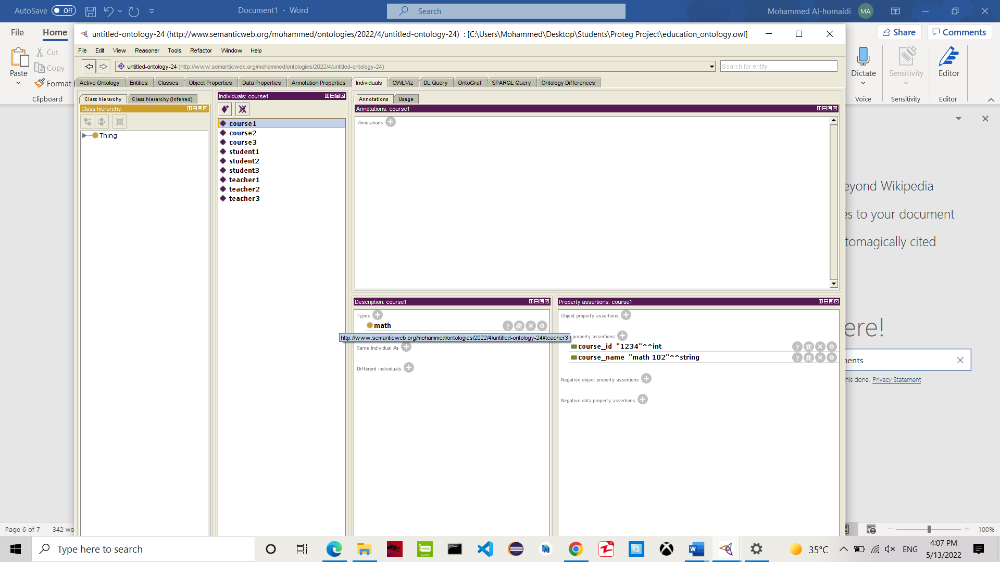 AutoSave Off
Document1 - Word
Search
Mohammed Al-homaidi MA
File Home
Share Comments
Paste
Cut
Copy
Format
Clipboard
Dictate
Sensitivity
Editor
Voice
Sensitivity
Editor
untitled-ontology-24 (http://www.semanticweb.org/mohammed/ontologies/2022/4/untitled-ontology-24) : [C:\Users\Mohammed\Desktop\Students\Proteg Project\education_ontology.owl]
File Edit View Reasoner Tools Refactor Window Help
untitled-ontology-24 (http://www.semanticweb.org/mohammed/ontologies/2022/4/untitled-ontology-24)
Search for entity
Active Ontology Entities Classes Object Properties Data Properties Annotation Properties Individuals OWLViz DL Query OntoGraf SPARQL Query Ontology Differences
Class hierarchy Class hierarchy (inferred)
Class hierarchy:
Thing
Individuals: course1
course1
course2
course3
student1
student2
student3
teacher1
teacher2
teacher3
Annotations Usage
Annotations: course1
Annotations
Description: course1
Types
math
http://www.semanticweb.org/mohammed/ontologies/2022/4/untitled-ontology-24#teacher3
Same Individual As
Different Individuals
Property assertions: course1
Object property assertions
property assertions
course_id "1234"^^int
course_name "math 102"^^string
Negative object property assertions
Negative data property assertions
eyond Wikipedia
es to your document
tomagically cited
ere!
nents
his done. Privacy Statement
Page 6 of 7 342 wo
100%
Type here to search
35°C
ENG
4:07 PM
5/13/2022